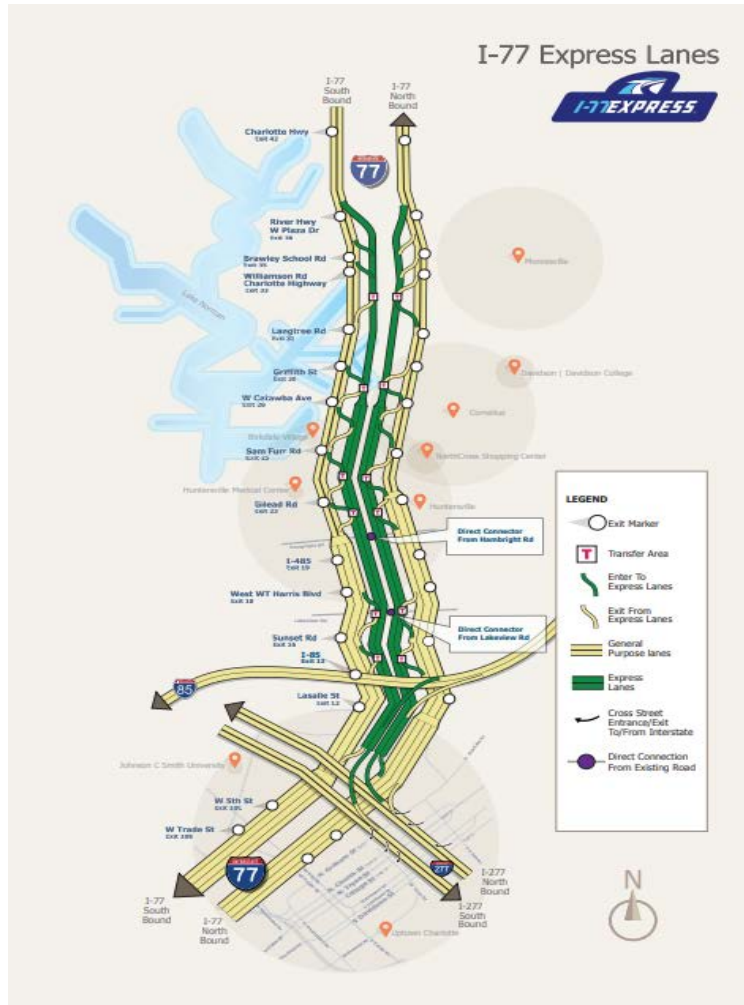 I-77 Express Lanes
I-77EXPRESS
I-77
South
Bound
I-77
North
Bound
Charlotte Hwy
Exit 42
INTERSTATE
77
River Hwy
W Plaza Dr
Exit 36
Brawley School Rd
Exit 35
Williamson Rd
Charlotte Highway
Exit 33
Mooresville
Lake Norman
Langtree Rd
Exit 31
Griffith St
Exit 30
Davidson | Davidson College
W Catawba Ave
Exit 28
Cornelius
Birkdale Village
Sam Furr Rd
Exit 25
NorthCross Shopping Center
Huntersville Medical Center
Gilead Rd
Exit 23
Huntersville
Direct Connector
From Hambright Rd
I-485
Exit 19
West WT Harris Blvd
Exit 18
Direct Connector
From Lakeview Rd
Lakeview Rd
Sunset Rd
Exit 16
I-85
Exit 13
85
Lasalle St
Exit 12
Johnson C Smith University
W 5th St
W Trade St
77
277
I-77
South
Bound
I-77
North
Bound
I-277
North
Bound
I-277
South
Bound
Uptown Charlotte
LEGEND
Exit Marker
T
Transfer Area
Enter To
Express Lanes
Exit From
Express Lanes
General
Purpose lanes
Express
Lanes
Cross Street
Entrance/Exit
To/From Interstate
Direct Connection
From Existing Road
N